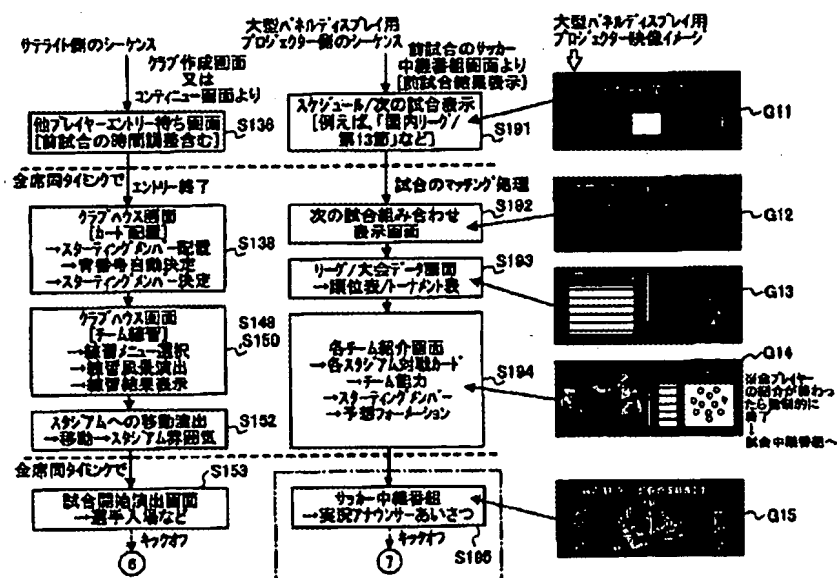 サテライト側のシーケンス
クラブ作成画面
又は
コンティニュー画面より
他プレイヤーエントリー待ち画面
[前試合の時間調整含む]
S136
全席同タイミングで
エントリー終了
クラブハウス画面
[カード配置]
→スターティングメンバー配置
→背番号自動決定
→スターティングメンバー決定
S138
クラブハウス画面
[チーム練習]
→練習メニュー選択
→練習風景演出
→練習結果表示
S148
S150
スタジアムへの移動演出
→移動→スタジアム雰囲気
S152
全席同タイミングで
S153
試合開始演出画面
→選手入場など
キックオフ
6
大型パネルディスプレイ用
プロジェクター側のシーケンス
前試合のサッカー
中継番組画面より
[前試合結果表示]
スケジュール/次の試合表示
[例えば、「国内リーグ/
第13節」など]
S191
試合のマッチング処理
S192
次の試合組み合わせ
表示画面
S193
リーグ/大会データ画面
→順位表/トーナメント表
各チーム紹介画面
→各スタジアム対戦カード
→チーム能力
→スターティングメンバー
→予想フォーメーション
S194
サッカー中継番組
→実況アナウンサーあいさつ
S195
キックオフ
7
大型パネルディスプレイ用
プロジェクター映像イメージ
G11
G12
G13
G14
※全プレイヤー
の紹介が終わっ
たら強制的に
終了
↓
試合中継番組へ
G15